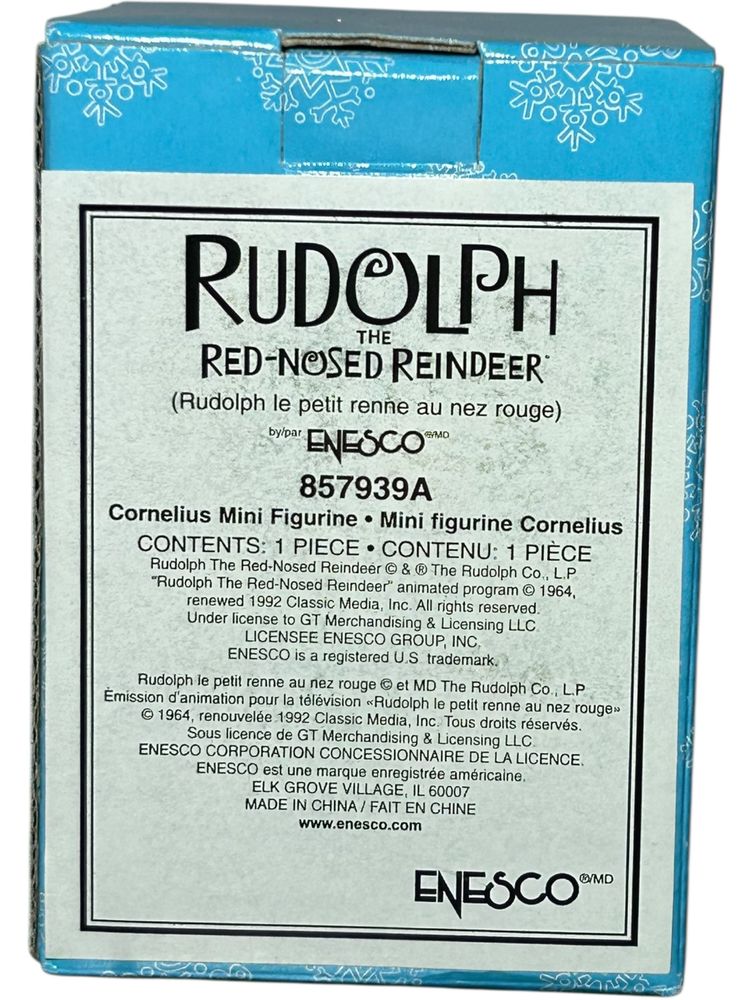 RUDOLPH
THE
RED-NOSED REINDEER
(Rudolph le petit renne au nez rouge)
by/par ENESCO ®/MD
857939A
Cornelius Mini Figurine • Mini figurine Cornelius
CONTENTS: 1 PIECE • CONTENU: 1 PIÈCE
Rudolph The Red-Nosed Reindeer © & ® The Rudolph Co., L.P
"Rudolph The Red-Nosed Reindeer" animated program © 1964,
renewed 1992 Classic Media, Inc. All rights reserved.
Under license to GT Merchandising & Licensing LLC
LICENSEE ENESCO GROUP, INC.
ENESCO is a registered U.S trademark.
Rudolph le petit renne au nez rouge © et MD The Rudolph Co., L.P
Émission d'animation pour la télévision «Rudolph le petit renne au nez rouge»
© 1964, renouvelée 1992 Classic Media, Inc. Tous droits réservés.
Sous licence de GT Merchandising & Licensing LLC
ENESCO CORPORATION CONCESSIONNAIRE DE LA LICENCE.
ENESCO est une marque enregistrée américaine.
ELK GROVE VILLAGE, IL 60007
MADE IN CHINA / FAIT EN CHINE
www.enesco.com
ENESCO ®/MD